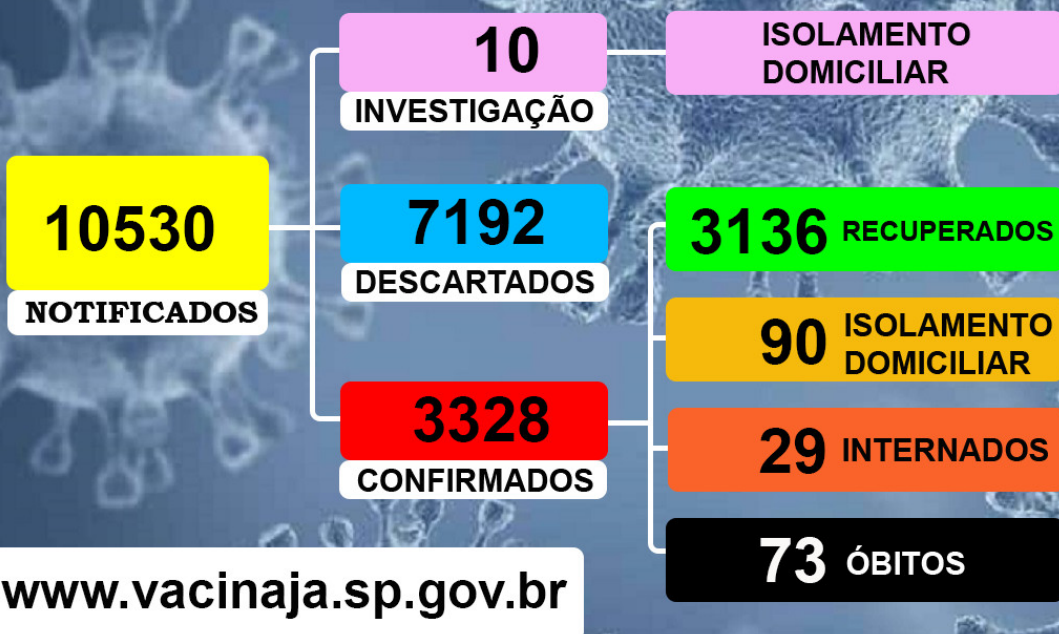 10530
NOTIFICADOS
10
INVESTIGAÇÃO
ISOLAMENTO
DOMICILIAR
7192
DESCARTADOS
3328
CONFIRMADOS
3136 RECUPERADOS
90 ISOLAMENTO
DOMICILIAR
29 INTERNADOS
73 ÓBITOS
www.vacinaja.sp.gov.br